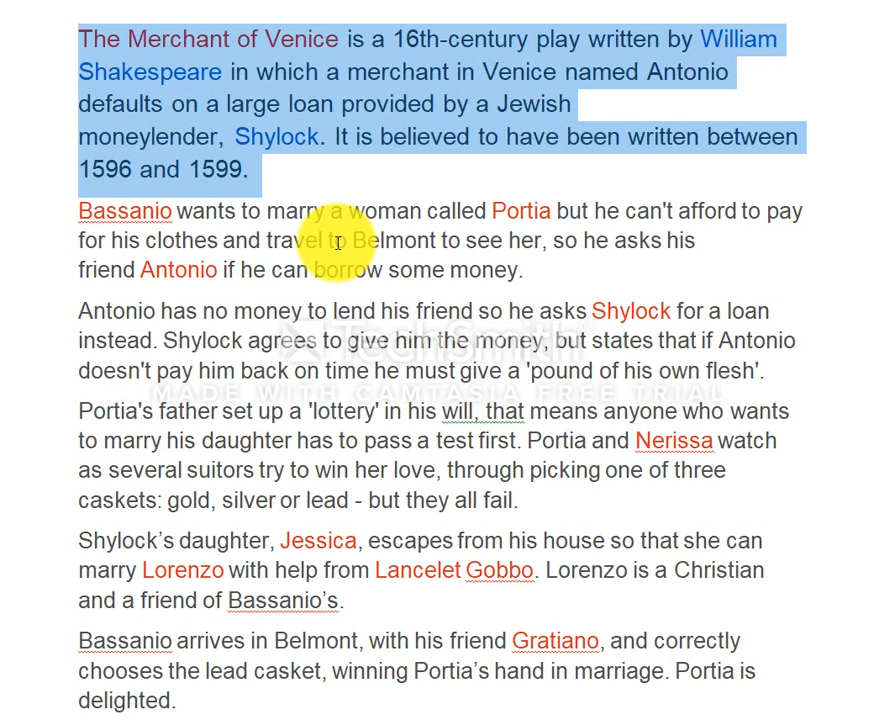 The Merchant of Venice is a 16th-century play written by William
Shakespeare in which a merchant in Venice named Antonio
defaults on a large loan provided by a Jewish
moneylender, Shylock. It is believed to have been written between
1596 and 1599.
Bassanio wants to marry a woman called Portia but he can't afford to pay
for his clothes and travel to Belmont to see her, so he asks his
friend Antonio if he can borrow some money.
Antonio has no money to lend his friend so he asks Shylock for a loan
instead. Shylock agrees to give him the money, but states that if Antonio
doesn't pay him back on time he must give a 'pound of his own flesh'.
TechSmith
MADE WITH CAMTASIA FREE TRIAL
Portia's father set up a 'lottery' in his will, that means anyone who wants
to marry his daughter has to pass a test first. Portia and Nerissa watch
as several suitors try to win her love, through picking one of three
caskets: gold, silver or lead - but they all fail.
Shylock’s daughter, Jessica, escapes from his house so that she can
marry Lorenzo with help from Lancelet Gobbo. Lorenzo is a Christian
and a friend of Bassanio’s.
Bassanio arrives in Belmont, with his friend Gratiano, and correctly
chooses the lead casket, winning Portia’s hand in marriage. Portia is
delighted.